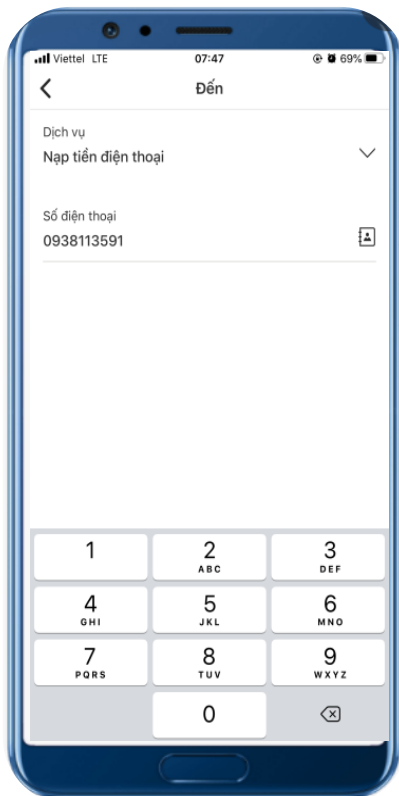 Viettel LTE 07:47 69%
Đến
Dịch vụ
Nạp tiền điện thoại
Số điện thoại
0938113591
1 2 3
ABC DEF
4 5 6
GHI JKL MNO
7 8 9
PQRS TUV WXYZ
0